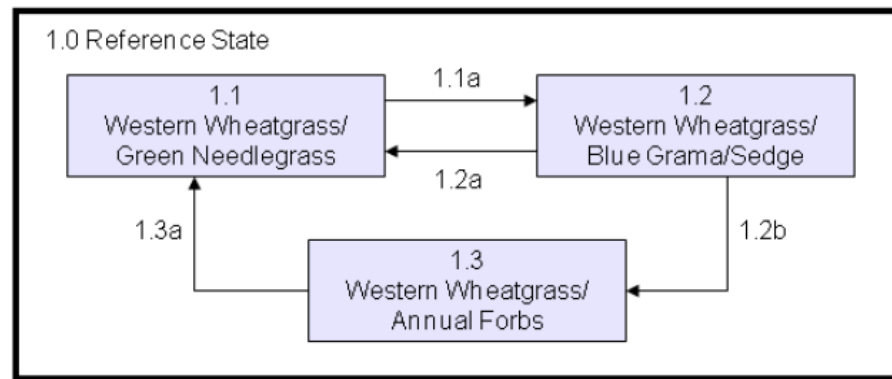 1.0 Reference State
1.1
Western Wheatgrass/
Green Needlegrass
1.1a
1.2
Western Wheatgrass/
Blue Grama/Sedge
1.2a
1.3a
1.2b
1.3
Western Wheatgrass/
Annual Forbs